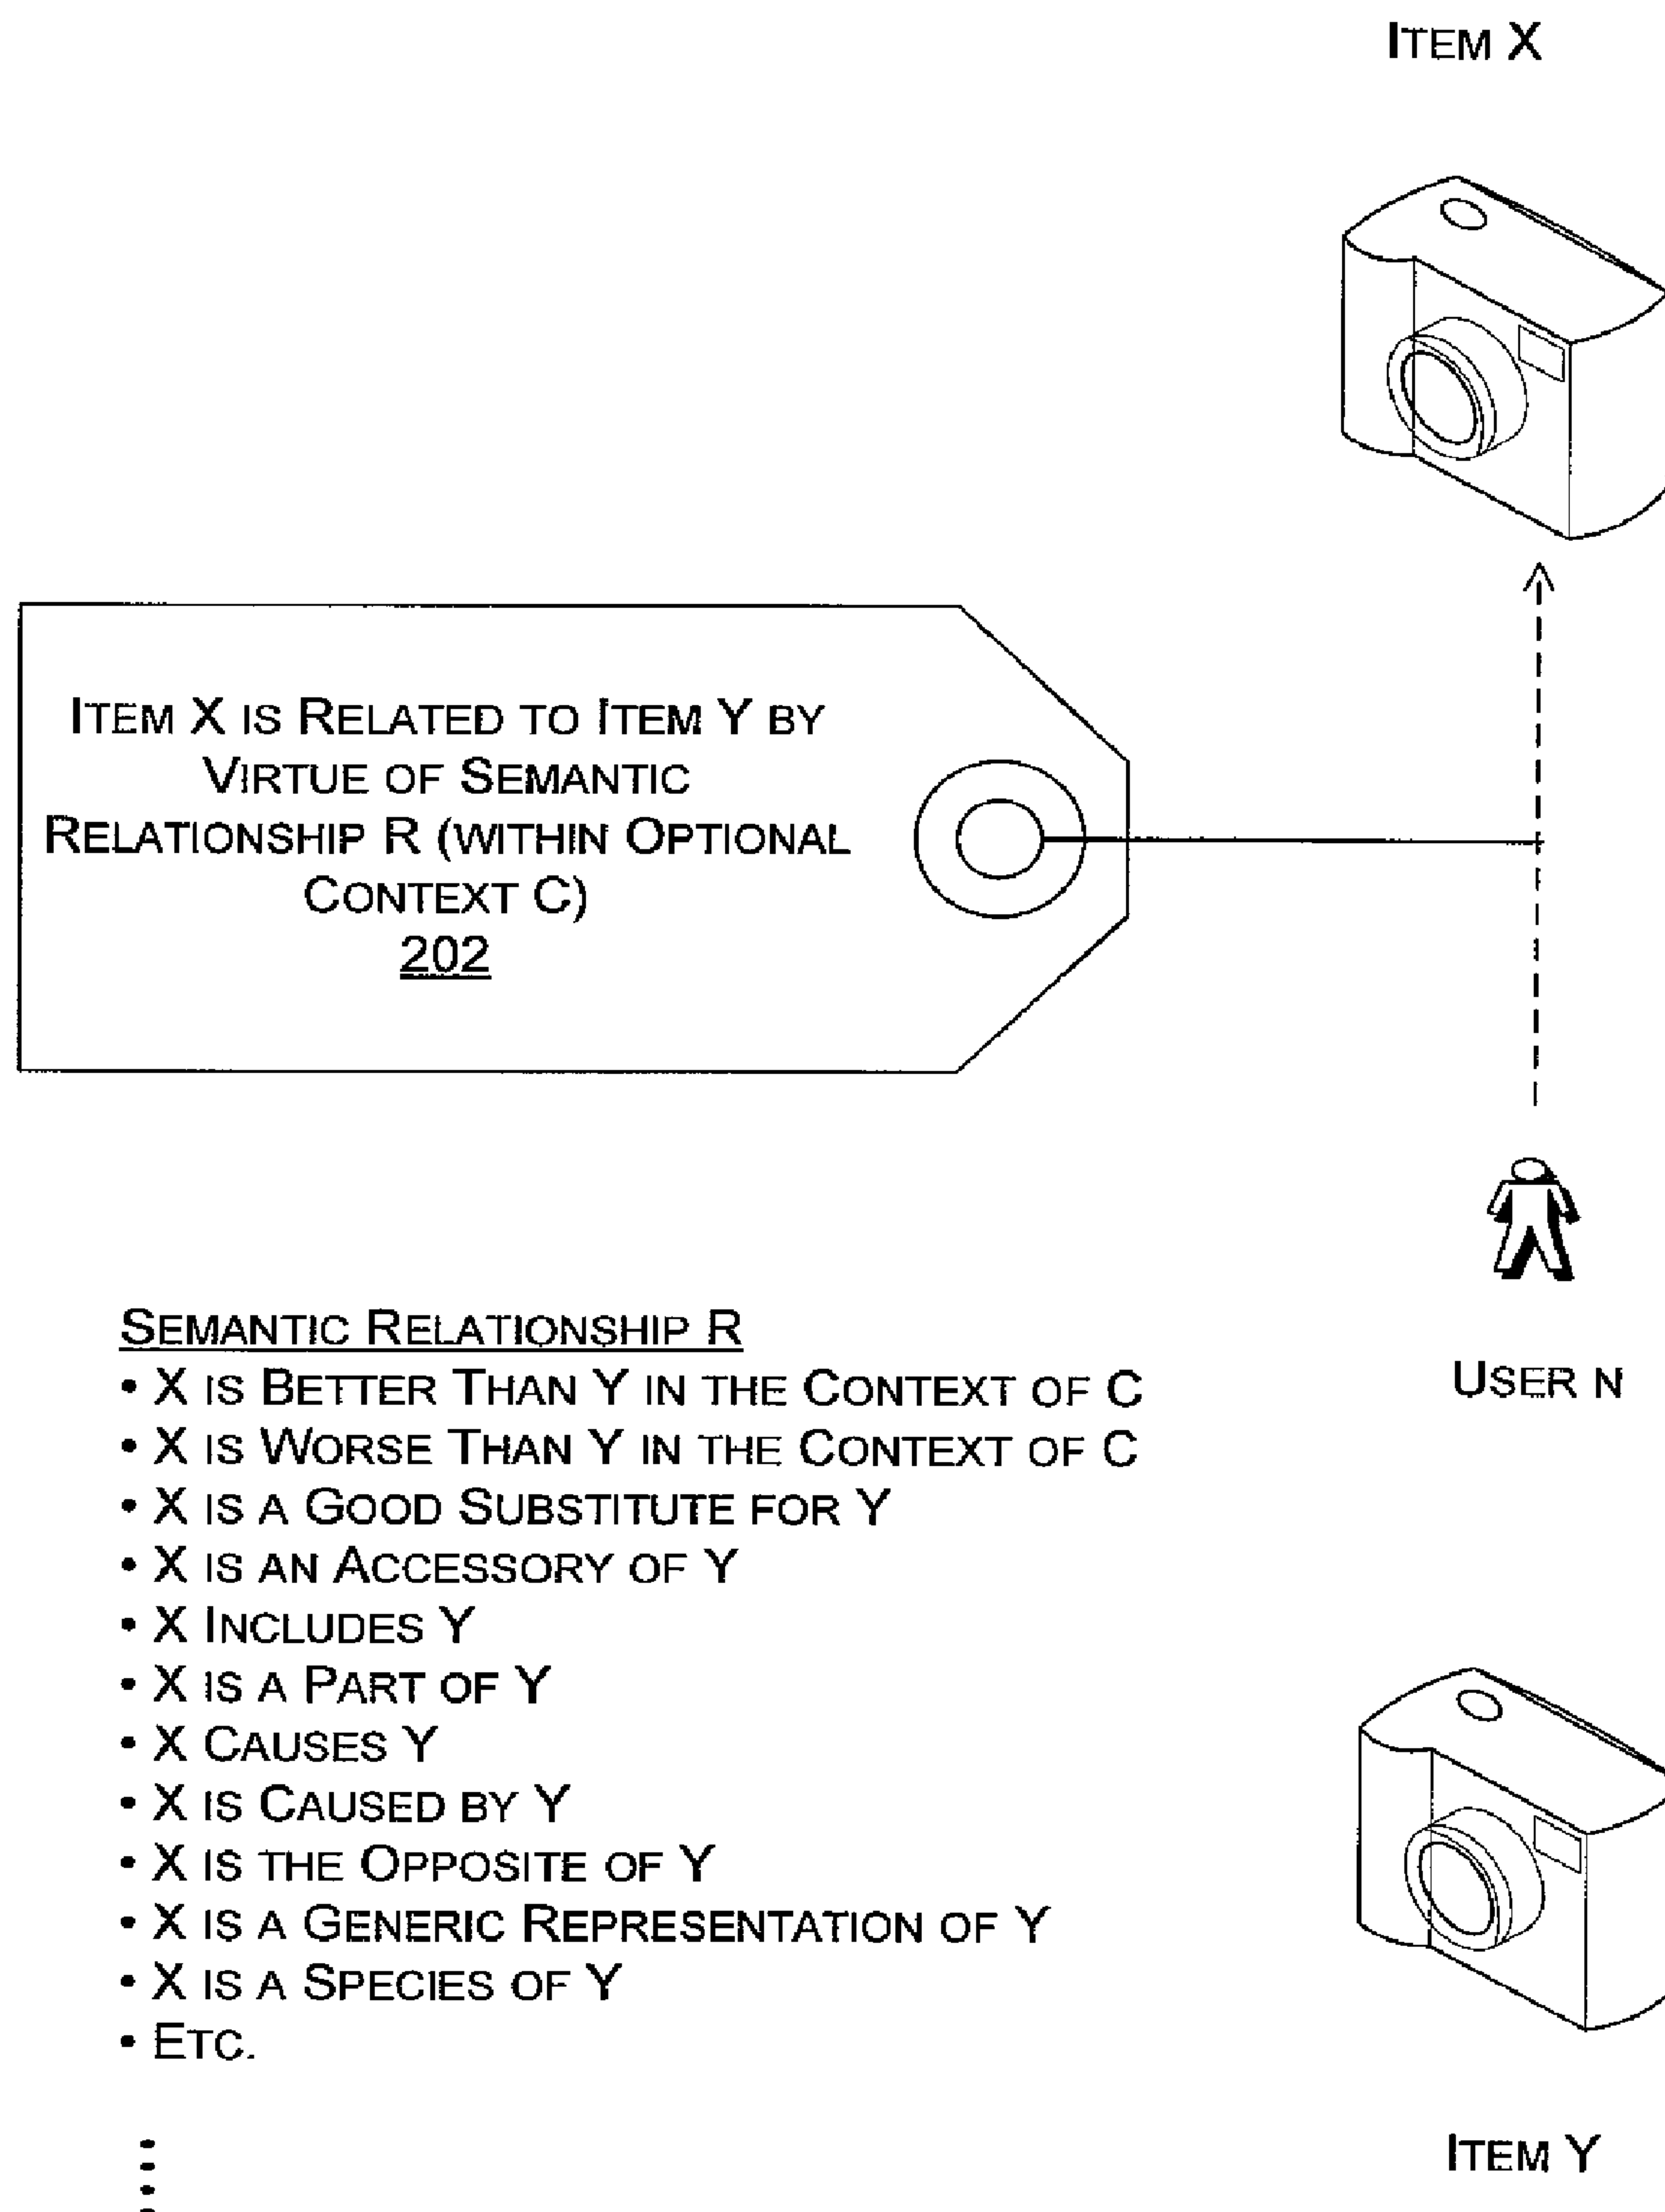 ITEM X
ITEM X IS RELATED TO ITEM Y BY
VIRTUE OF SEMANTIC
RELATIONSHIP R (WITHIN OPTIONAL
CONTEXT C)
202
USER N
SEMANTIC RELATIONSHIP R
• X IS BETTER THAN Y IN THE CONTEXT OF C
• X IS WORSE THAN Y IN THE CONTEXT OF C
• X IS A GOOD SUBSTITUTE FOR Y
• X IS AN ACCESSORY OF Y
• X INCLUDES Y
• X IS A PART OF Y
• X CAUSES Y
• X IS CAUSED BY Y
• X IS THE OPPOSITE OF Y
• X IS A GENERIC REPRESENTATION OF Y
• X IS A SPECIES OF Y
• ETC.
ITEM Y